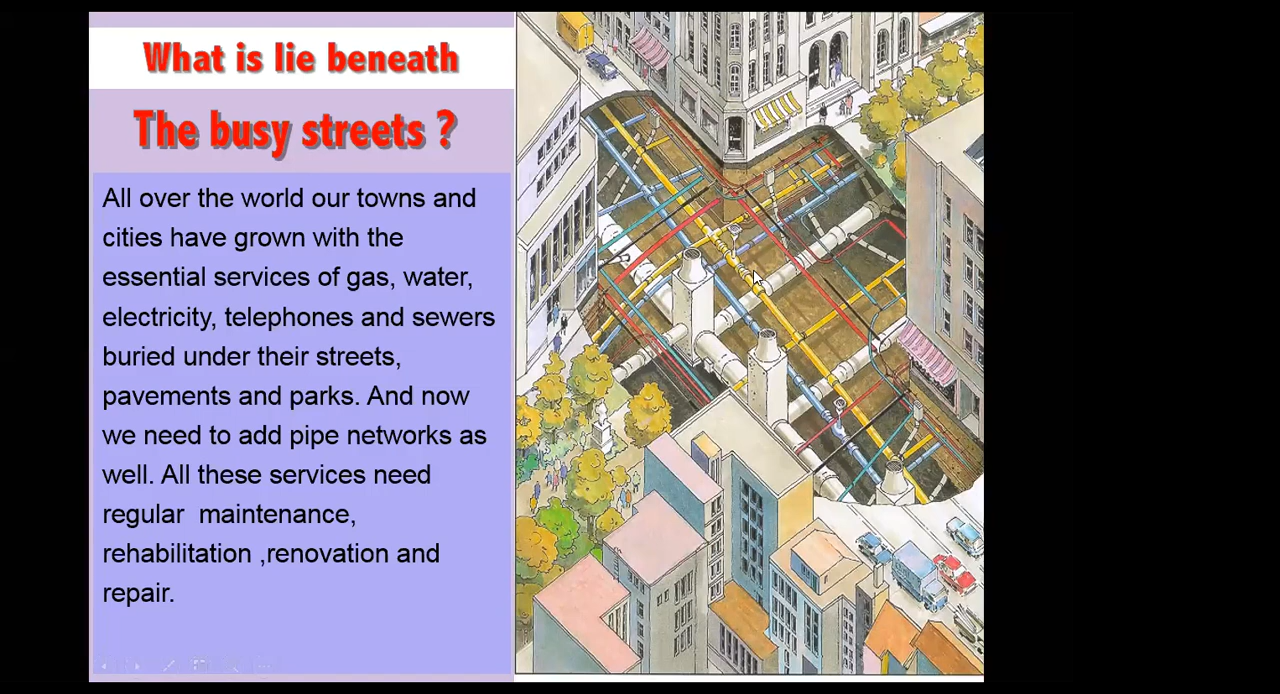 What is lie beneath
The busy streets ?
All over the world our towns and
cities have grown with the
essential services of gas, water,
electricity, telephones and sewers
buried under their streets,
pavements and parks. And now
we need to add pipe networks as
well. All these services need
regular  maintenance,
rehabilitation ,renovation and
repair.